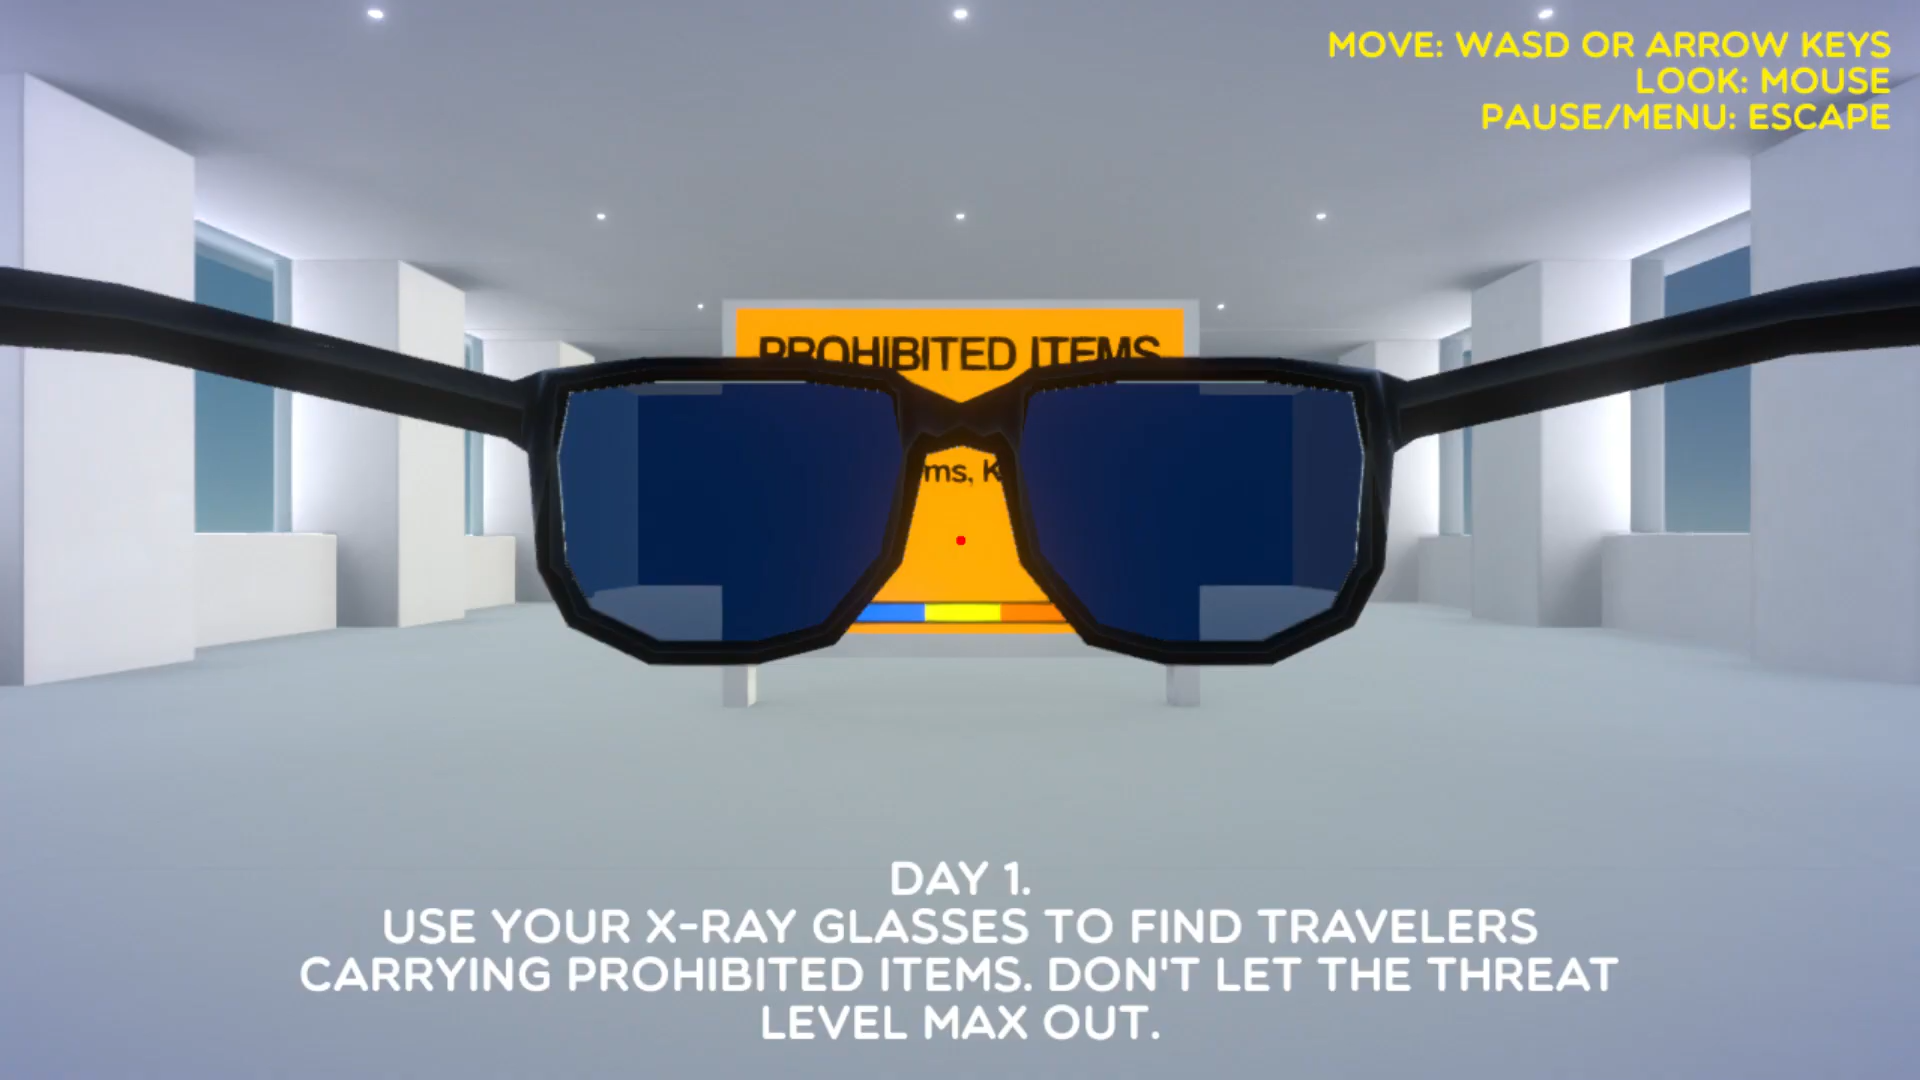 MOVE: WASD OR ARROW KEYS
LOOK: MOUSE
PAUSE/MENU: ESCAPE
PROHIBITED ITEMS
DAY 1.
USE YOUR X-RAY GLASSES TO FIND TRAVELERS
CARRYING PROHIBITED ITEMS. DON'T LET THE THREAT
LEVEL MAX OUT.